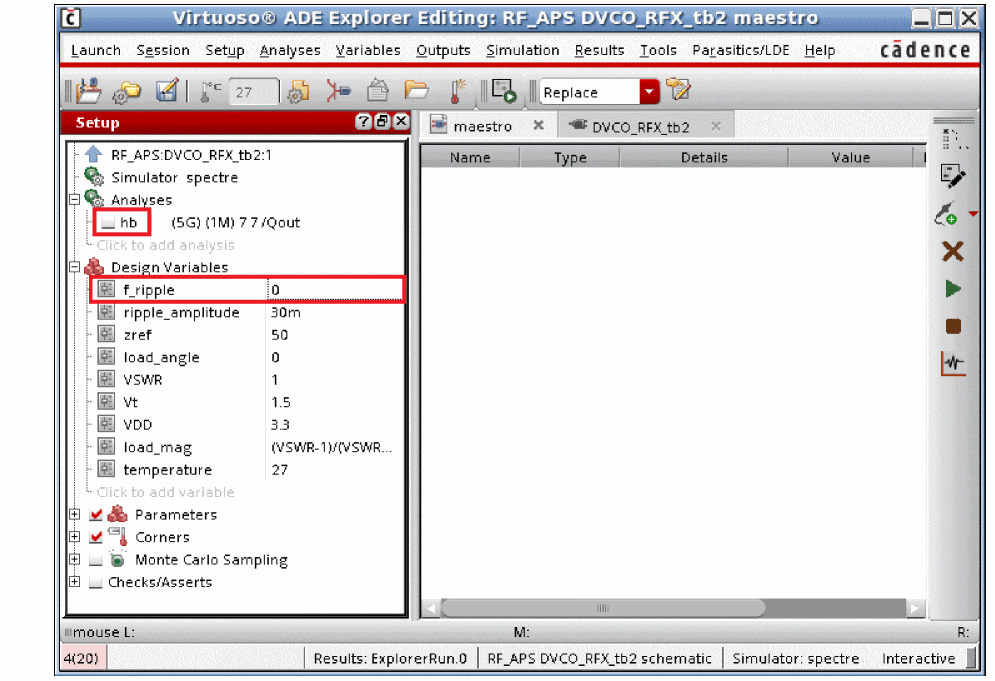 Virtuoso® ADE Explorer Editing: RF_APS DVCO_RFX_tb2 maestro
Launch Session Setup Analyses Variables Outputs Simulation Results Tools Parasitics/LDE Help cādence
°C 27 Replace
Setup
maestro DVCO_RFX_tb2
Name Type Details Value
RF_APS:DVCO_RFX_tb2:1
Simulator spectre
Analyses
hb (5G) (1M) 7 7 /Qout
Click to add analysis
Design Variables
f_ripple 0
ripple_amplitude 30m
zref 50
load_angle 0
VSWR 1
Vt 1.5
VDD 3.3
load_mag (VSWR-1)/(VSWR...
temperature 27
Click to add variable
Parameters
Corners
Monte Carlo Sampling
Checks/Asserts
mouse L: M: R:
4(20) Results: ExplorerRun.0 RF_APS DVCO_RFX_tb2 schematic Simulator: spectre Interactive